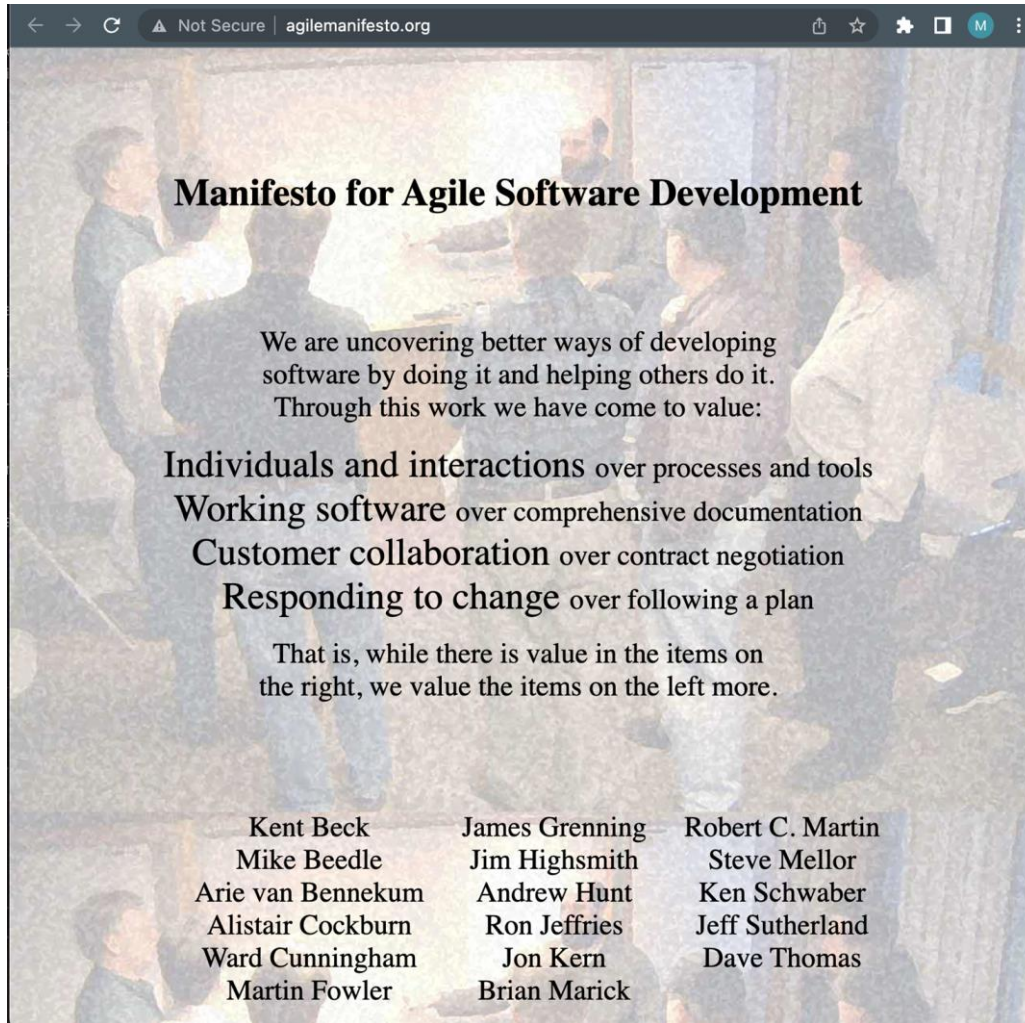 Not Secure | agilemanifesto.org
M
Manifesto for Agile Software Development
We are uncovering better ways of developing
software by doing it and helping others do it.
Through this work we have come to value:
Individuals and interactions over processes and tools
Working software over comprehensive documentation
Customer collaboration over contract negotiation
Responding to change over following a plan
That is, while there is value in the items on
the right, we value the items on the left more.
Kent Beck
Mike Beedle
Arie van Bennekum
Alistair Cockburn
Ward Cunningham
Martin Fowler
James Grenning
Jim Highsmith
Andrew Hunt
Ron Jeffries
Jon Kern
Brian Marick
Robert C. Martin
Steve Mellor
Ken Schwaber
Jeff Sutherland
Dave Thomas